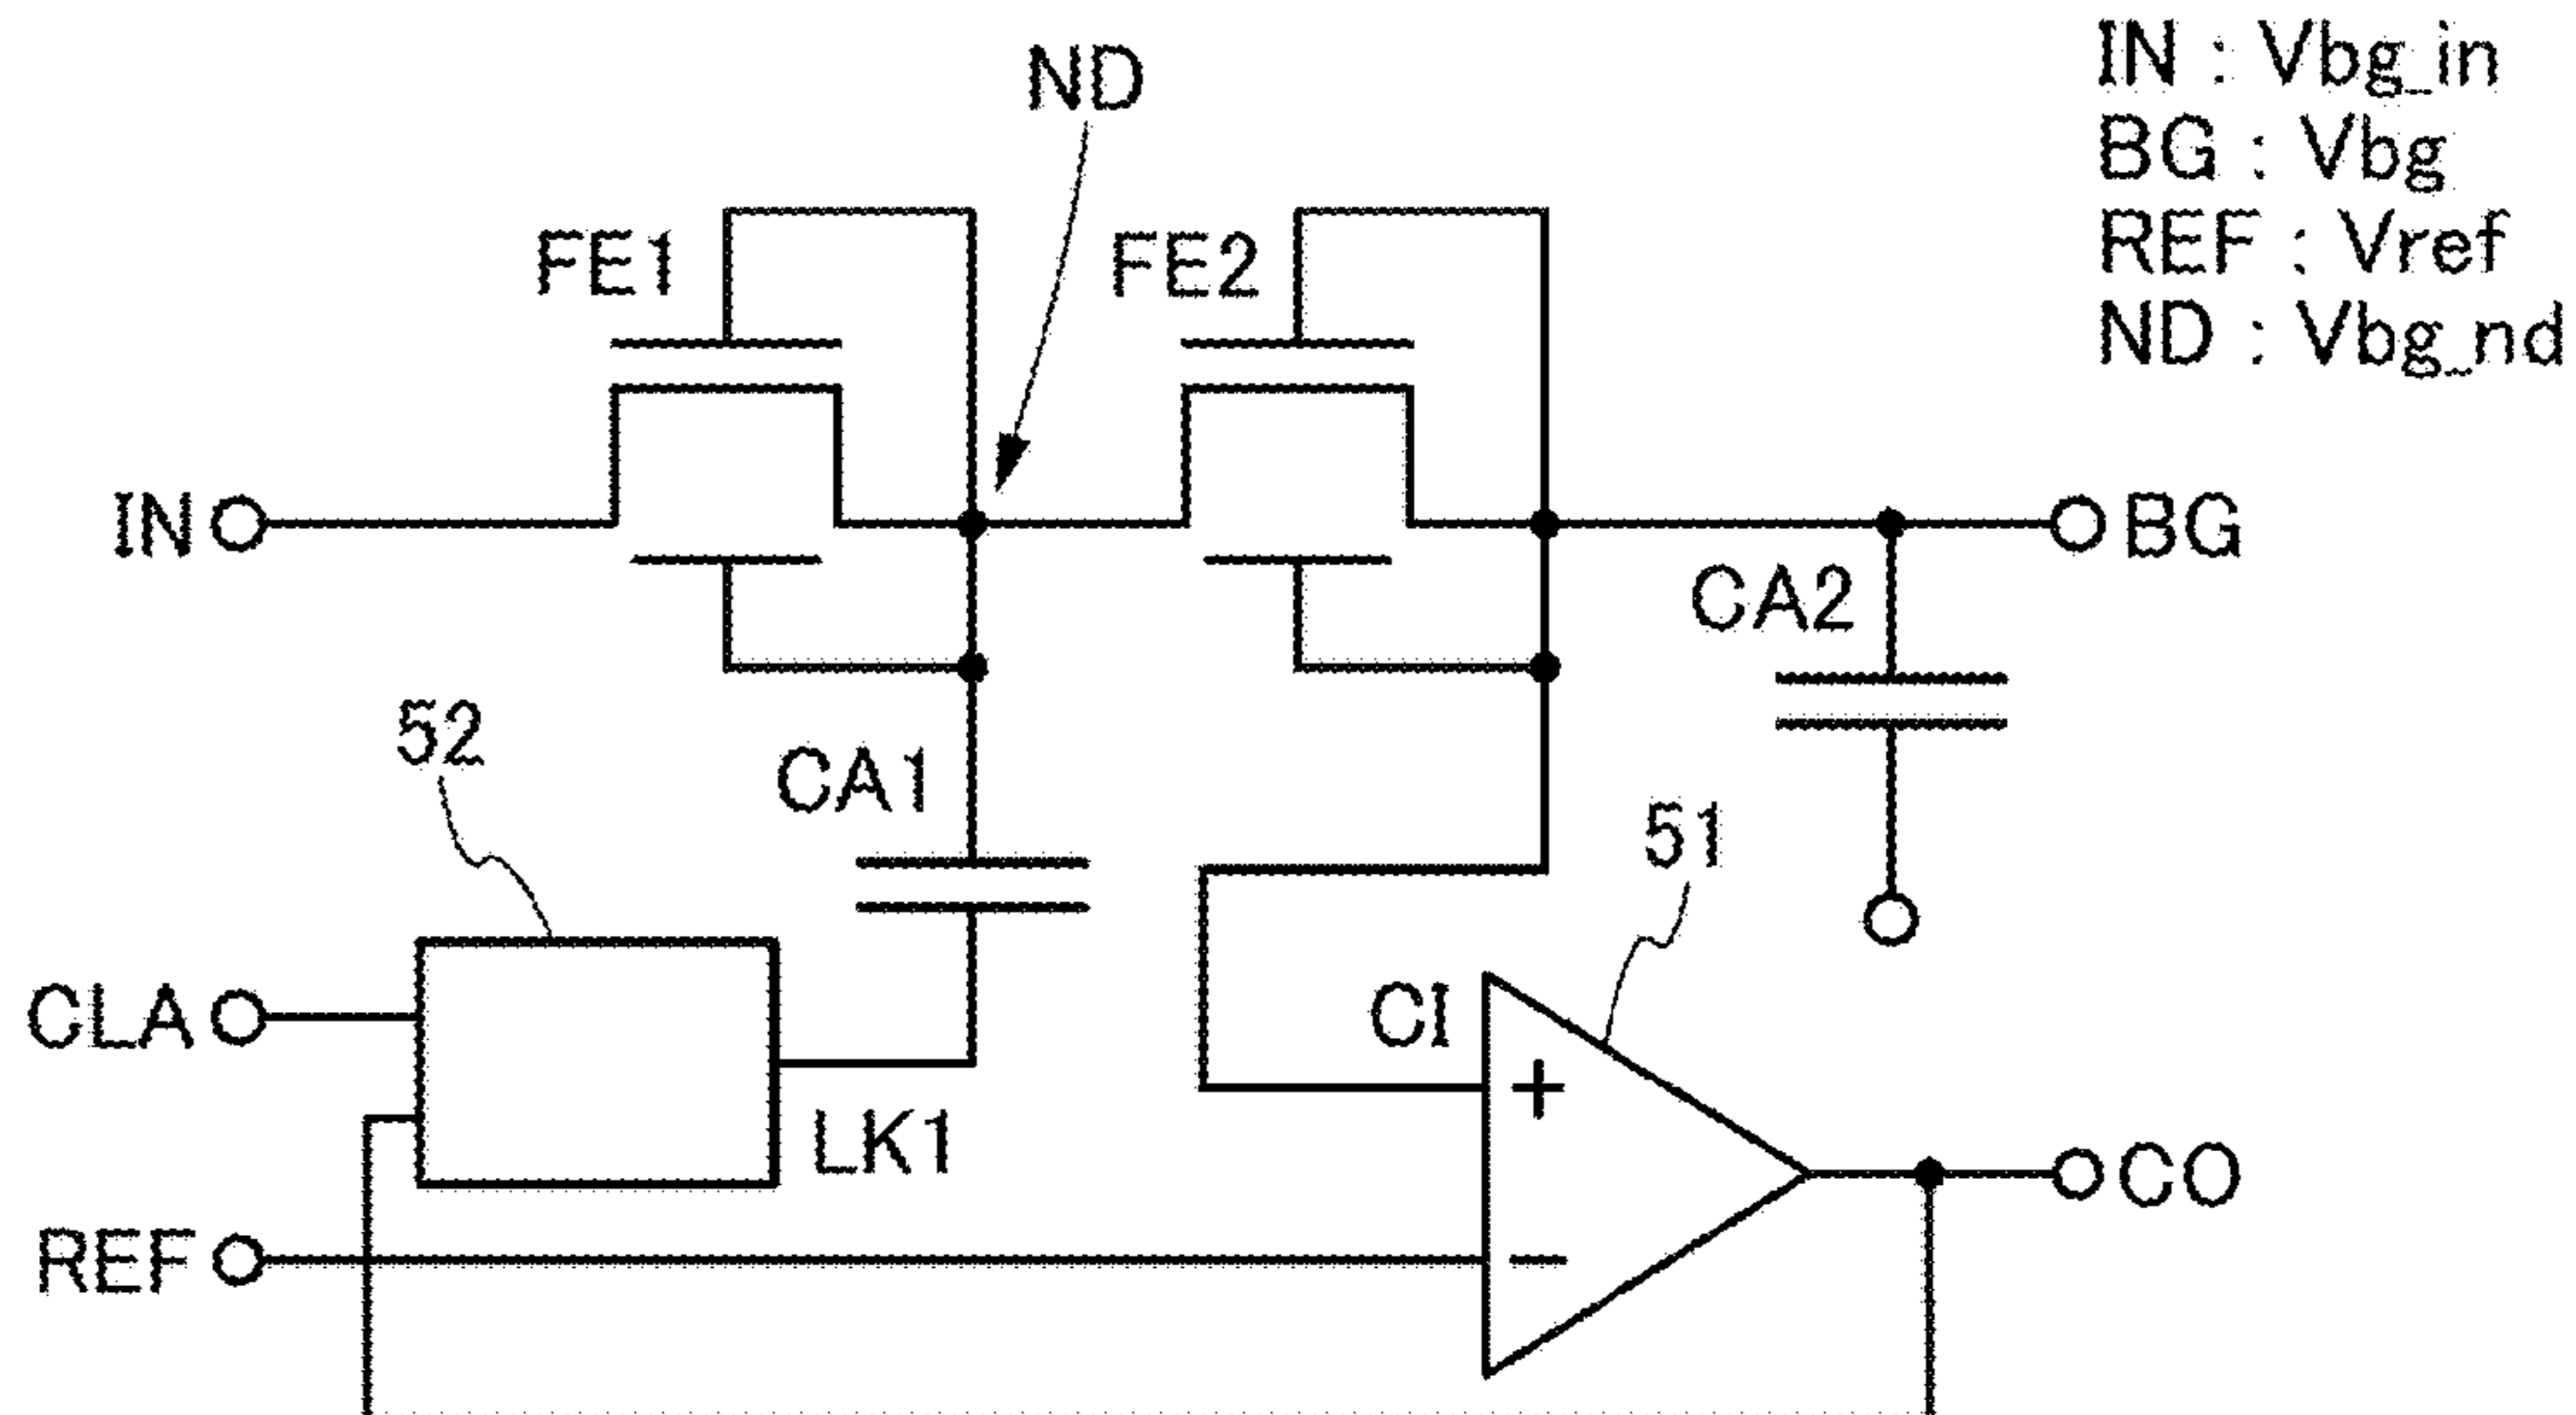 IN : Vbg_in
BG : Vbg
REF : Vref
ND : Vbg_nd
ND
FE1
FE2
IN
BG
CA2
52
CA1
51
CLA
CI
+
LK1
CO
REF
−